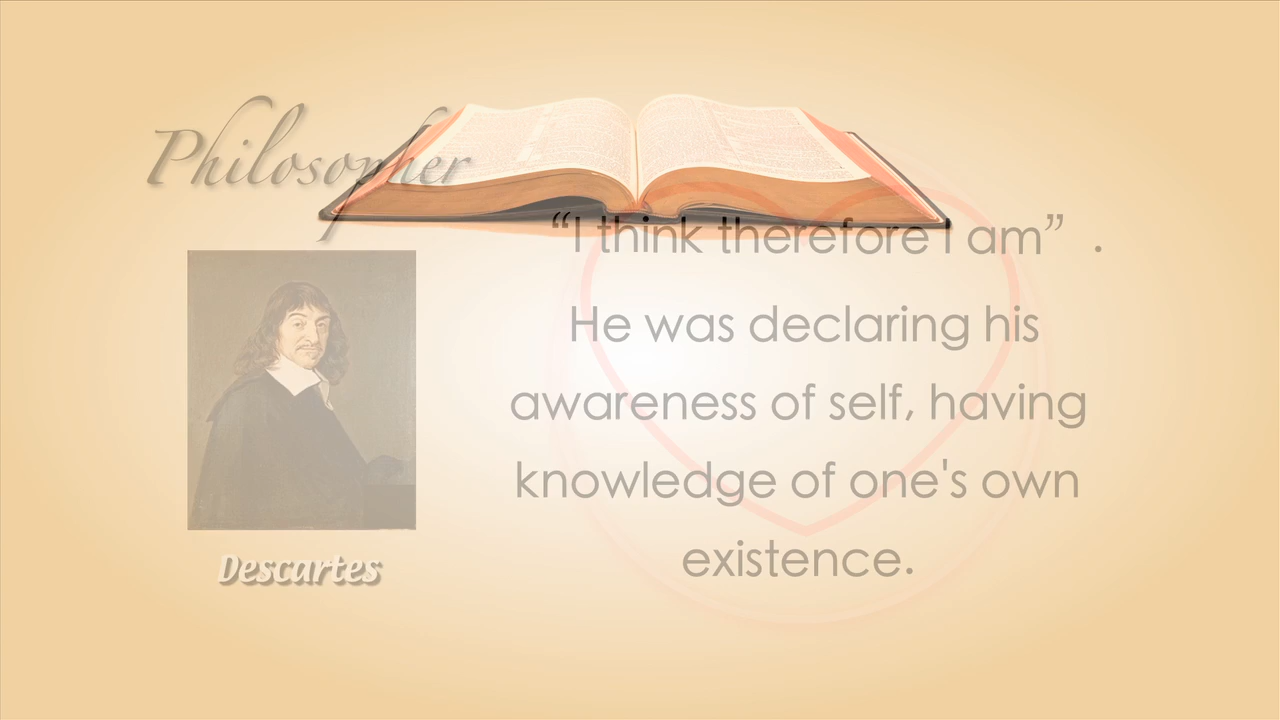 Philosopher
“I think therefore I am” .
He was declaring his
awareness of self, having
knowledge of one's own
existence.
Descartes